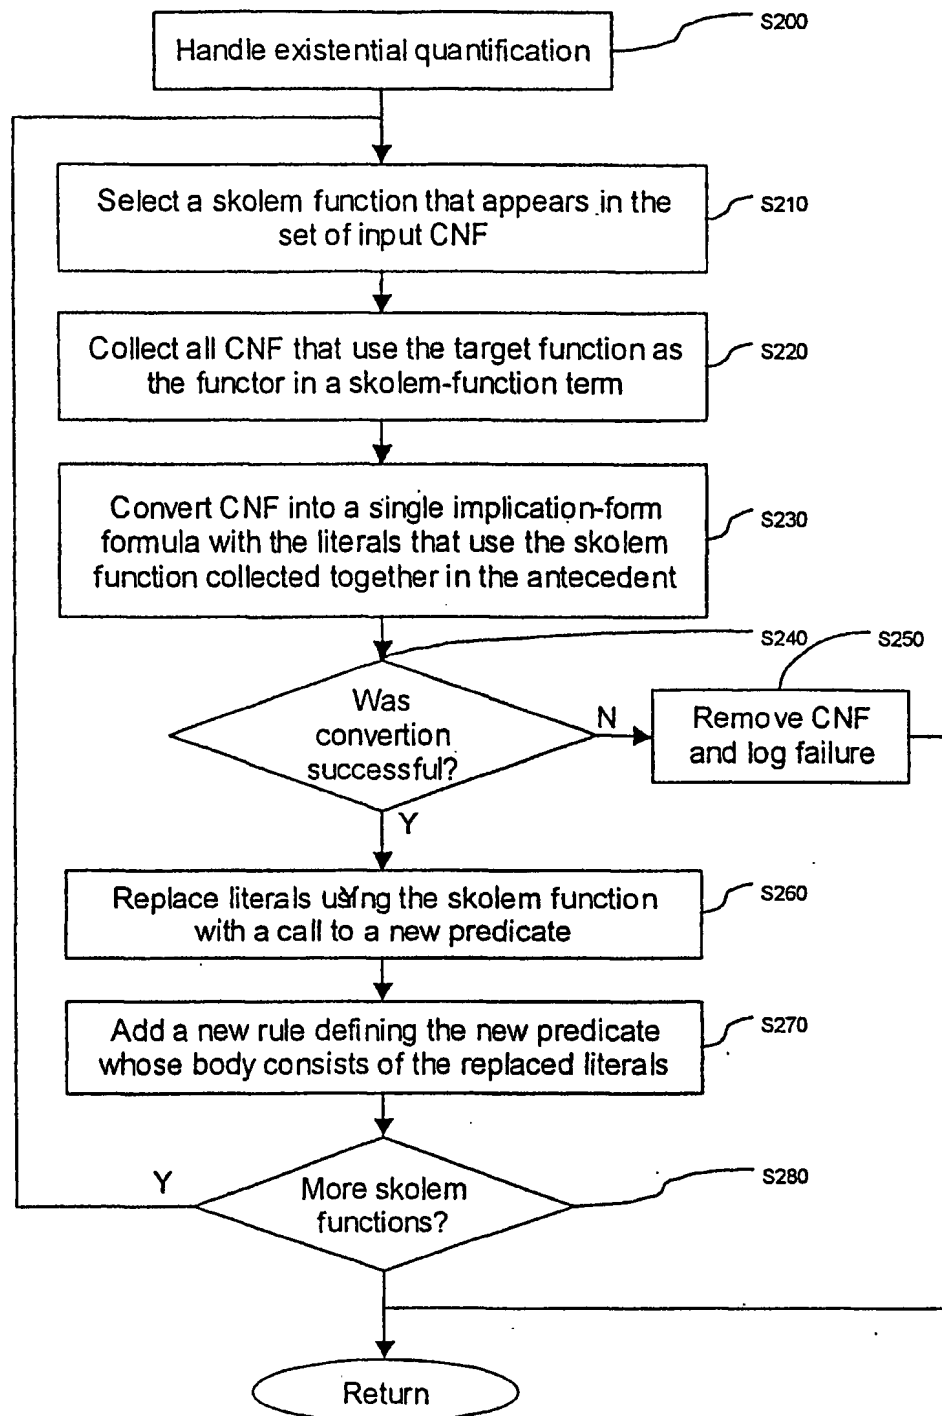 Handle existential quantification
S200
Select a skolem function that appears in the
set of input CNF
S210
Collect all CNF that use the target function as
the functor in a skolem-function term
S220
Convert CNF into a single implication-form
formula with the literals that use the skolem
function collected together in the antecedent
S230
S240
S250
Was
convertion
successful?
N
Remove CNF
and log failure
Y
Replace literals using the skolem function
with a call to a new predicate
S260
Add a new rule defining the new predicate
whose body consists of the replaced literals
S270
Y
More skolem
functions?
S280
Return